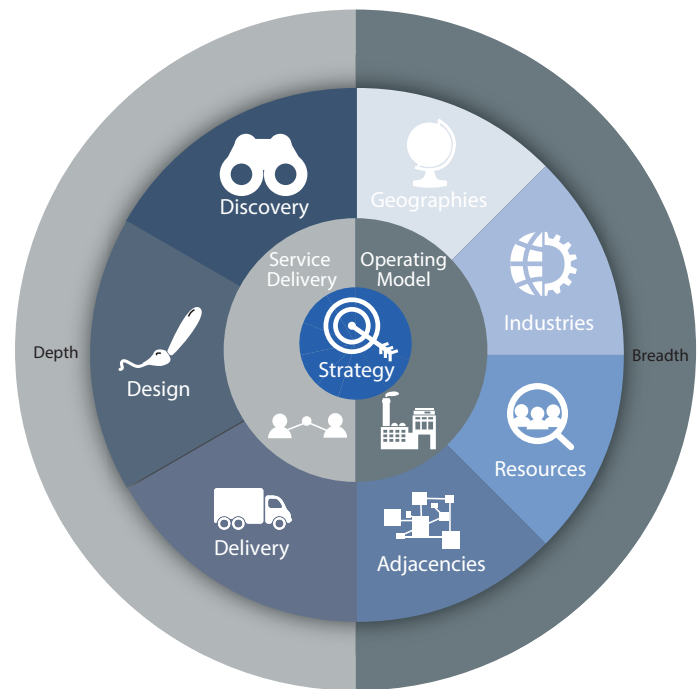 Discovery
Geographies
Service
Delivery
Operating
Model
Industries
Depth
Breadth
Strategy
Design
Resources
Delivery
Adjacencies